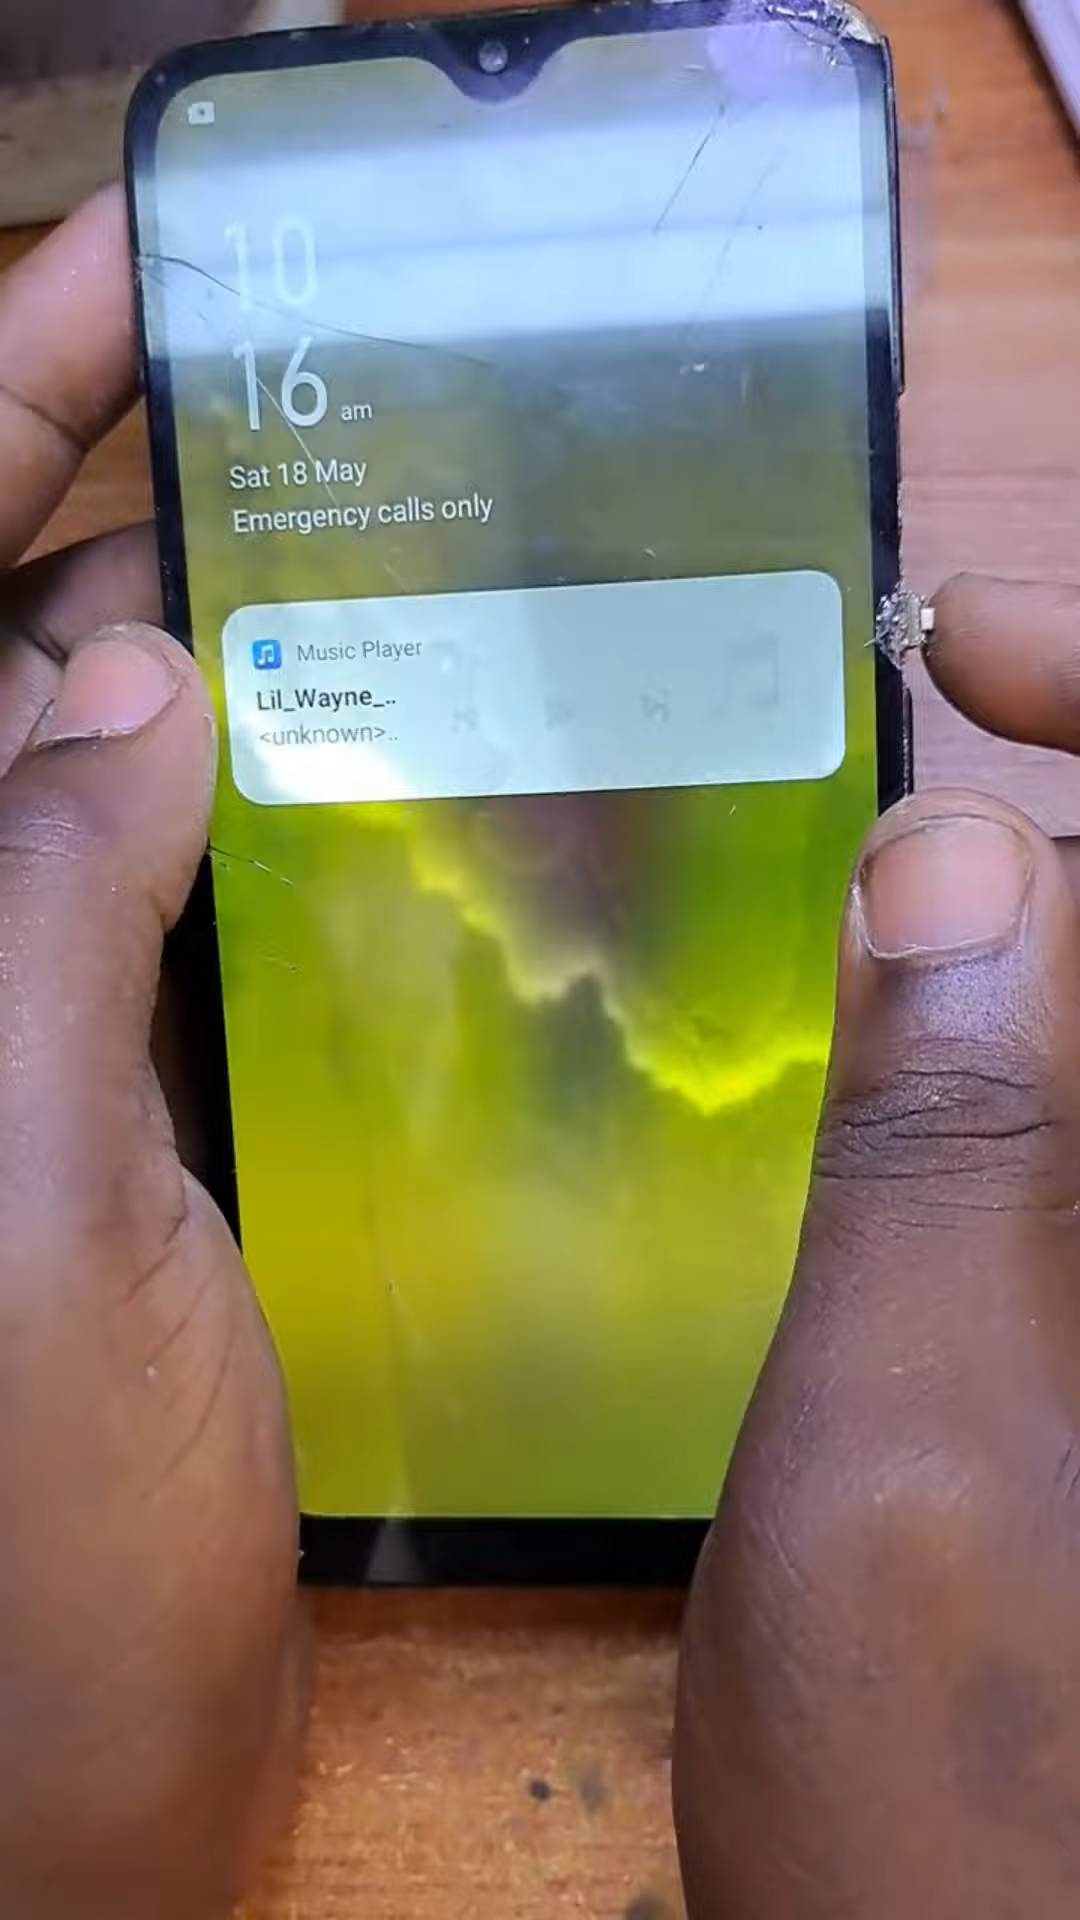 10
16 am
Sat 18 May
Emergency calls only
Music Player
Lil_Wayne_..
<unknown>..